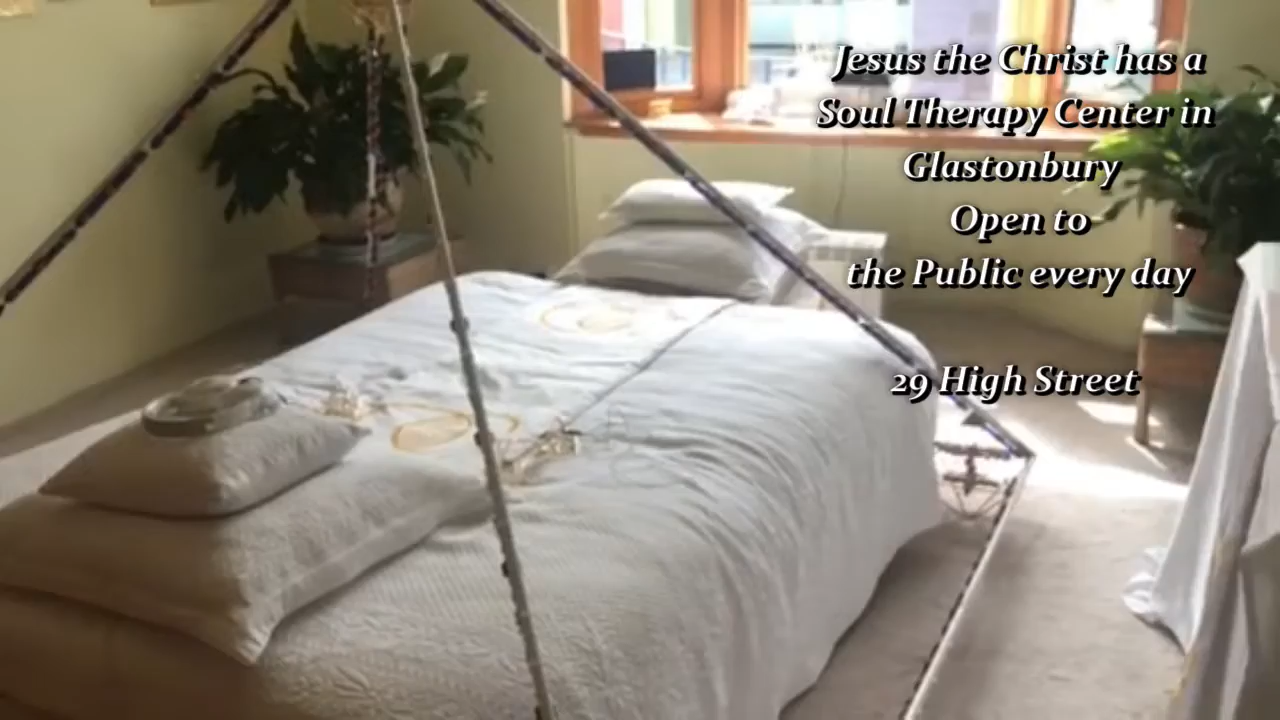 Jesus the Christ has a
Soul Therapy Center in
Glastonbury
Open to
the Public every day
29 High Street